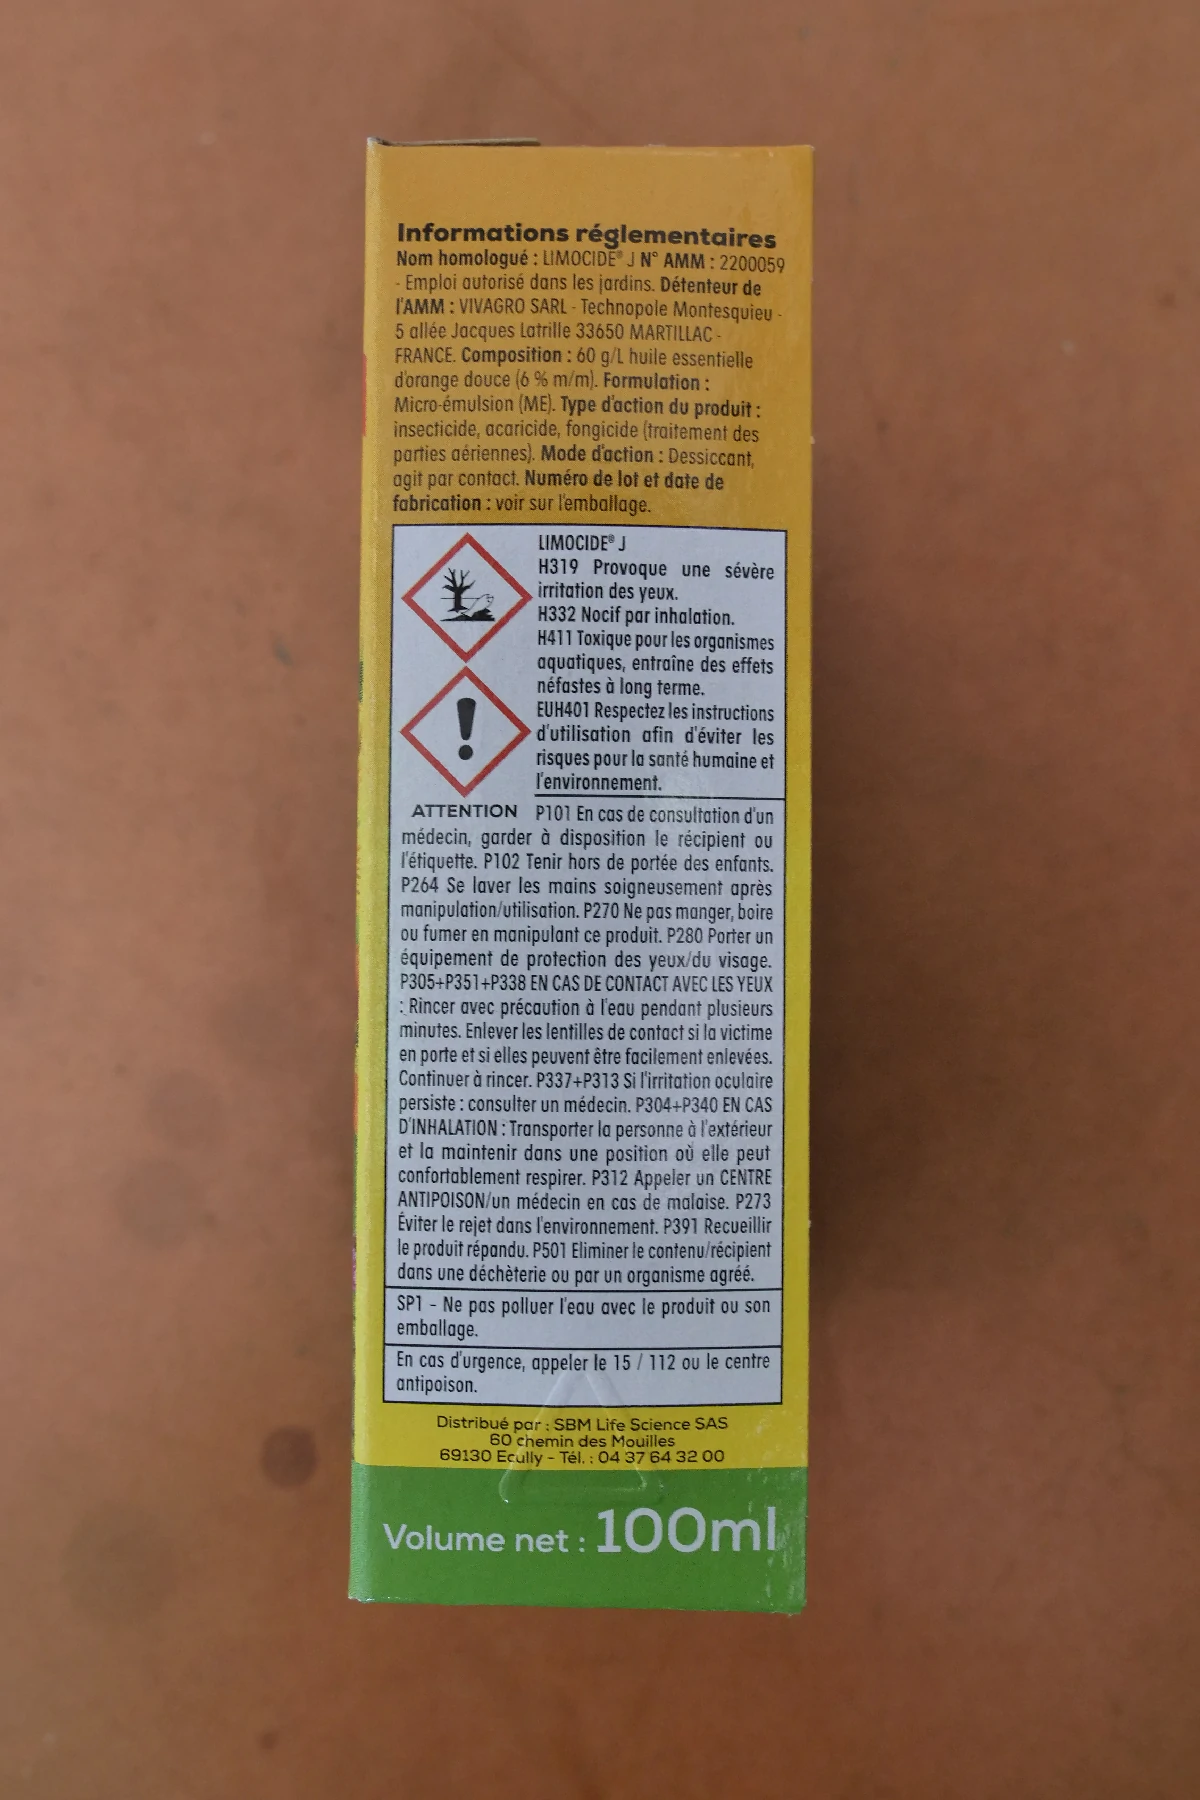 Informations réglementaires
Nom homologué : LIMOCIDE® J N° AMM : 2200059
- Emploi autorisé dans les jardins. Détenteur de
l'AMM : VIVAGRO SARL - Technopole Montesquieu -
5 allée Jacques Latrille 33650 MARTILLAC -
FRANCE. Composition : 60 g/L huile essentielle
d'orange douce (6 % m/m). Formulation :
Micro-émulsion (ME). Type d'action du produit :
insecticide, acaricide, fongicide (traitement des
parties aériennes). Mode d'action : Dessiccant,
agit par contact. Numéro de lot et date de
fabrication : voir sur l'emballage.
LIMOCIDE® J
H319 Provoque une sévère
irritation des yeux.
H332 Nocif par inhalation.
H411 Toxique pour les organismes
aquatiques, entraîne des effets
néfastes à long terme.
EUH401 Respectez les instructions
d'utilisation afin d'éviter les
risques pour la santé humaine et
l'environnement.
ATTENTION P101 En cas de consultation d'un
médecin, garder à disposition le récipient ou
l'étiquette. P102 Tenir hors de portée des enfants.
P264 Se laver les mains soigneusement après
manipulation/utilisation. P270 Ne pas manger, boire
ou fumer en manipulant ce produit. P280 Porter un
équipement de protection des yeux/du visage.
P305+P351+P338 EN CAS DE CONTACT AVEC LES YEUX
: Rincer avec précaution à l'eau pendant plusieurs
minutes. Enlever les lentilles de contact si la victime
en porte et si elles peuvent être facilement enlevées.
Continuer à rincer. P337+P313 Si l'irritation oculaire
persiste : consulter un médecin. P304+P340 EN CAS
D'INHALATION : Transporter la personne à l'extérieur
et la maintenir dans une position où elle peut
confortablement respirer. P312 Appeler un CENTRE
ANTIPOISON/un médecin en cas de malaise. P273
Éviter le rejet dans l'environnement. P391 Recueillir
le produit répandu. P501 Eliminer le contenu/récipient
dans une déchèterie ou par un organisme agréé.
SP1 - Ne pas polluer l'eau avec le produit ou son
emballage.
En cas d'urgence, appeler le 15 / 112 ou le centre
antipoison.
Distribué par : SBM Life Science SAS
60 chemin des Mouilles
69130 Ecully - Tél. : 04 37 64 32 00
Volume net : 100ml